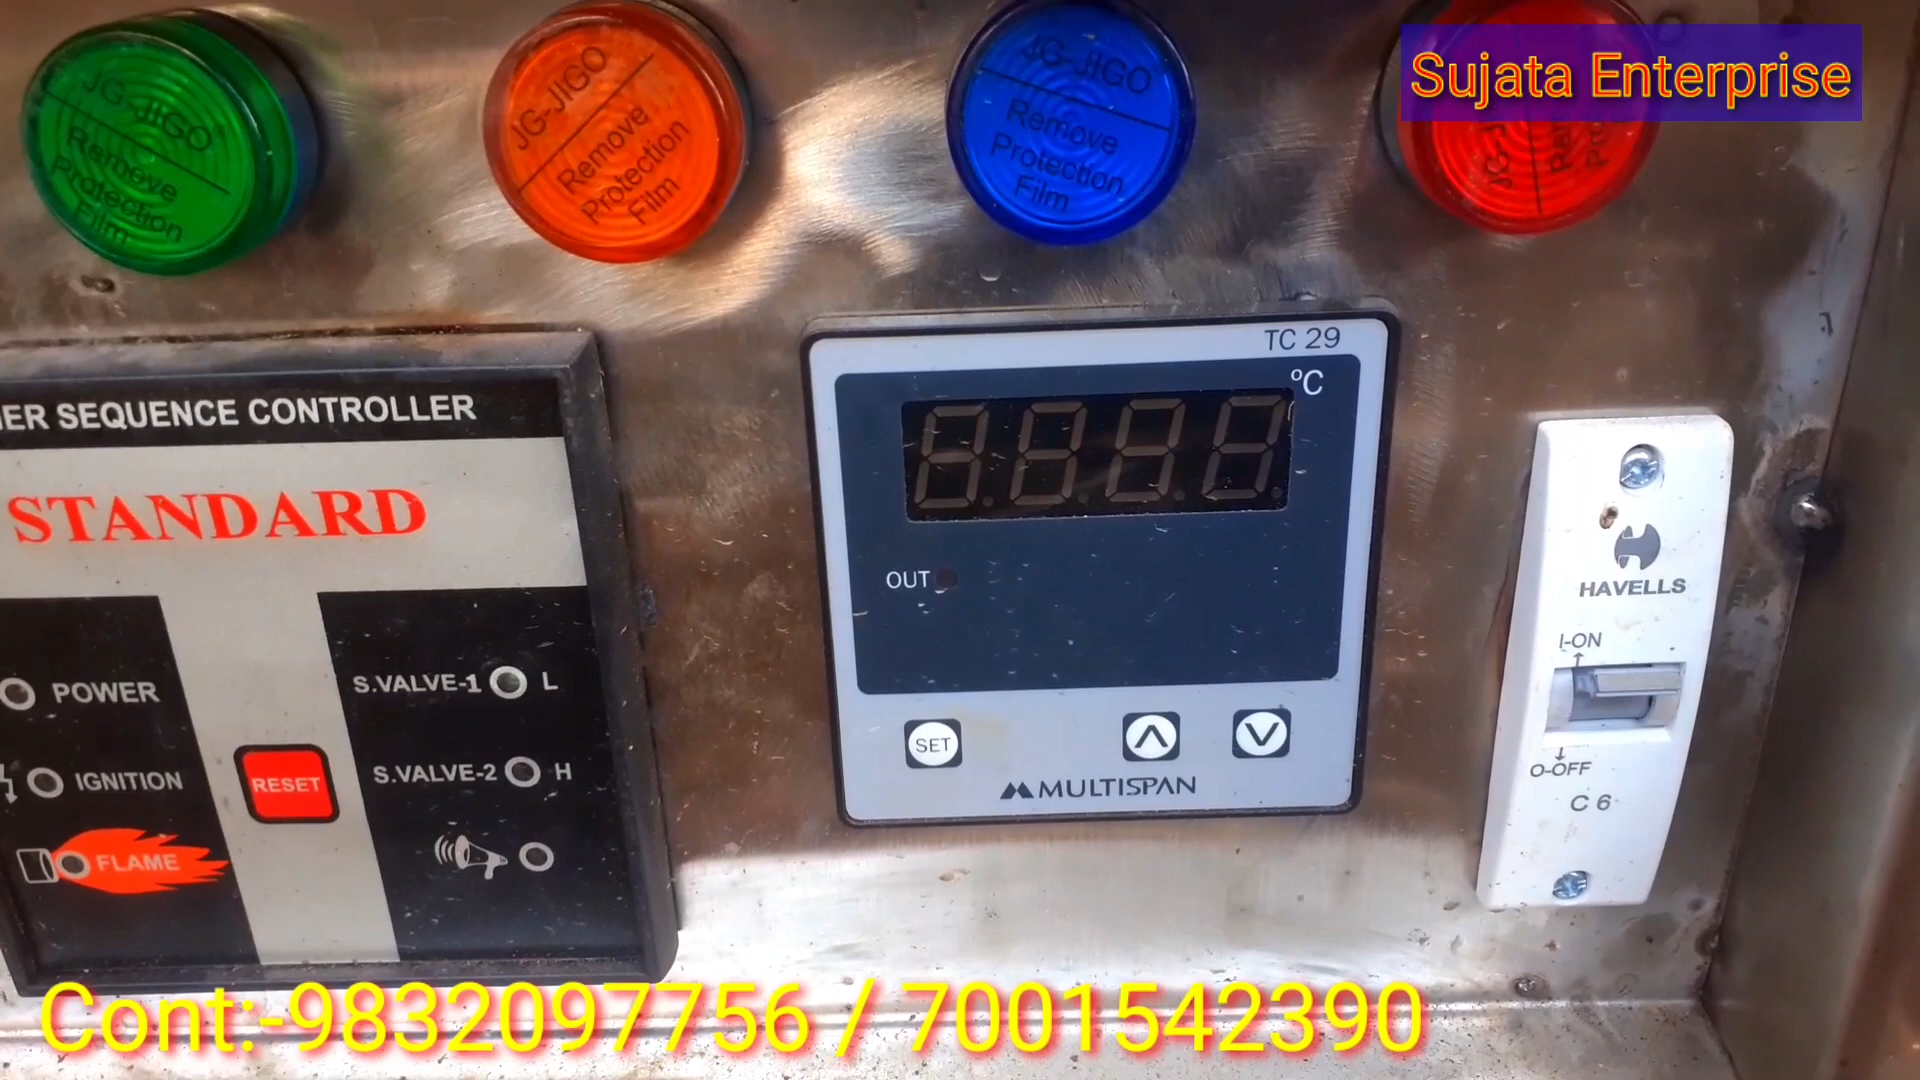 JG-JIGO
Remove
Protection
Film
JG-JIGO
Remove
Protection
Film
JG-JIGO
Remove
Protection
Film
Sujata Enterprise
TC 29
°C
SEQUENCE CONTROLLER
STANDARD
OUT
HAVELLS
I-ON
O-OFF
C 6
POWER
S.VALVE-1 L
IGNITION
RESET
S.VALVE-2 H
FLAME
SET
MULTISPAN
Cont:-9832097756 / 7001542390